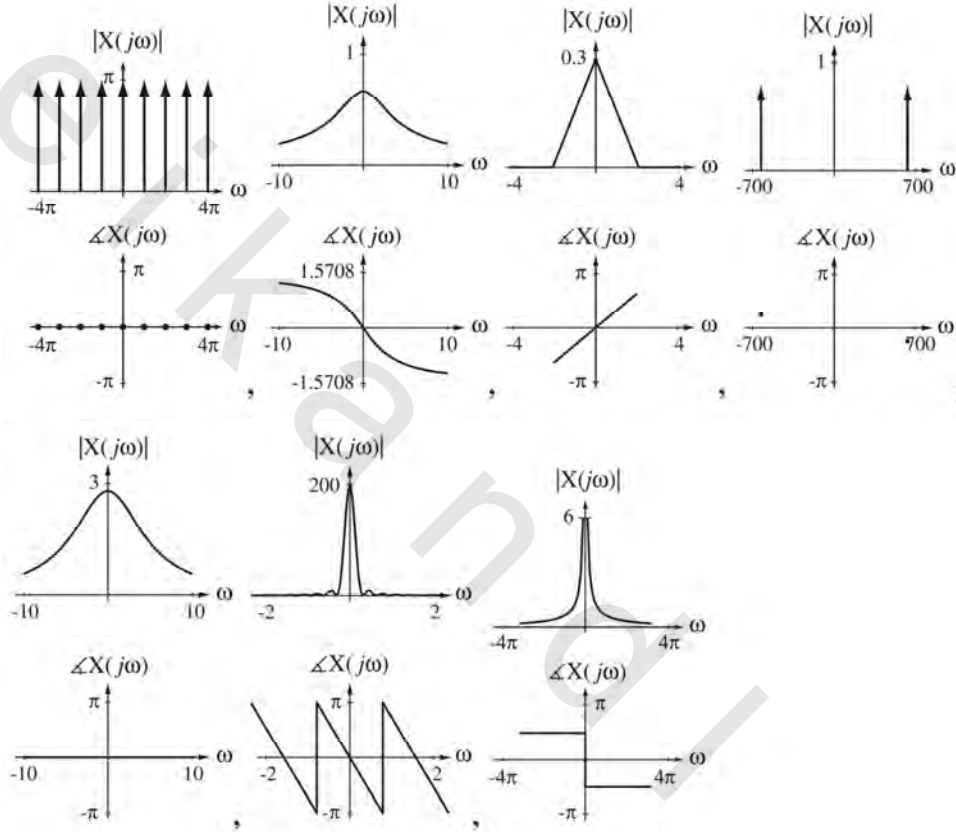 |X(jω)| |X(jω)| |X(jω)| |X(jω)|
π 1 0.3 1
-4π 4π ω -10 10 ω -4 4 ω -700 700 ω
∡X(jω) ∡X(jω) ∡X(jω) ∡X(jω)
π 1.5708 π π
-4π 4π ω -10 10 ω -4 4 ω -700 700 ω
-π , -1.5708 , -π , -π
|X(jω)| |X(jω)| |X(jω)|
3 200 6
-10 10 ω -2 2 ω -4π 4π ω
∡X(jω) ∡X(jω) ∡X(jω)
π π π
-10 10 ω -2 2 ω -4π 4π ω
-π , -π , -π
e-kand